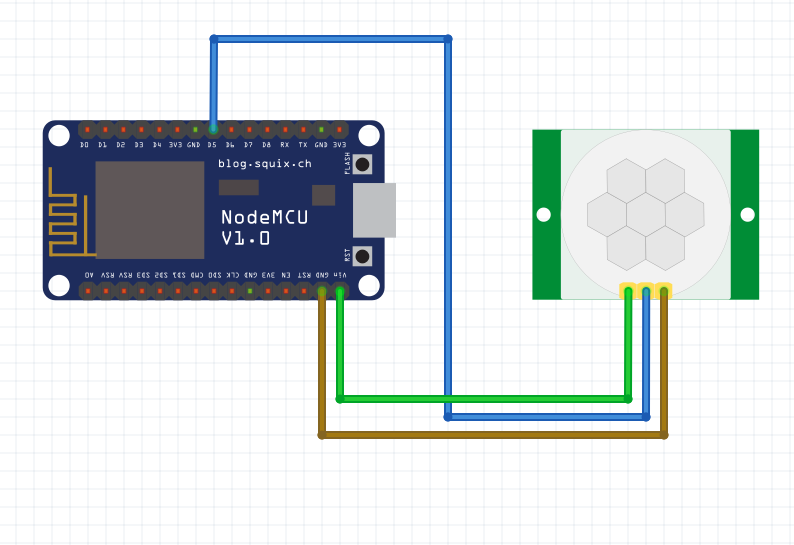 D0 D1 D2 D3 D4 3V3 GND D5 D6 D7 D8 RX TX GND 3V3
blog.squix.ch
FLASH
NodeMCU
V1.0
RST
A0 RSV RSV SD3 SD2 SD1 CMD SD0 CLK GND 3V3 EN RST GND Vin